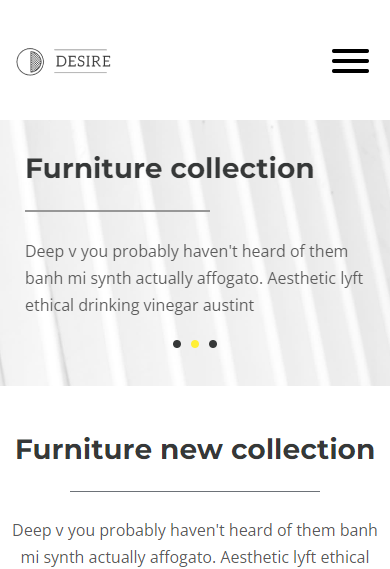 DESIRE
Furniture collection
Deep v you probably haven't heard of them
banh mi synth actually affogato. Aesthetic lyft
ethical drinking vinegar austint
Furniture new collection
Deep v you probably haven't heard of them banh
mi synth actually affogato. Aesthetic lyft ethical